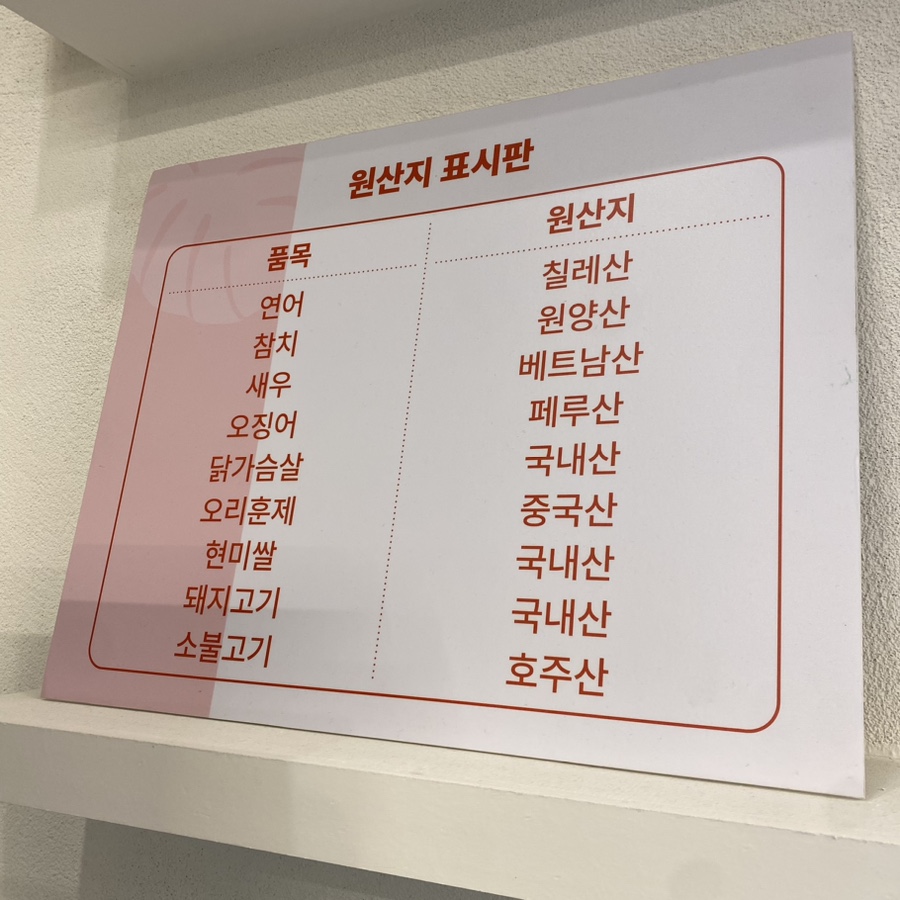 원산지 표시판
품목 원산지
연어 칠레산
참치 원양산
새우 베트남산
오징어 페루산
닭가슴살 국내산
오리훈제 중국산
현미쌀 국내산
돼지고기 국내산
소불고기 호주산